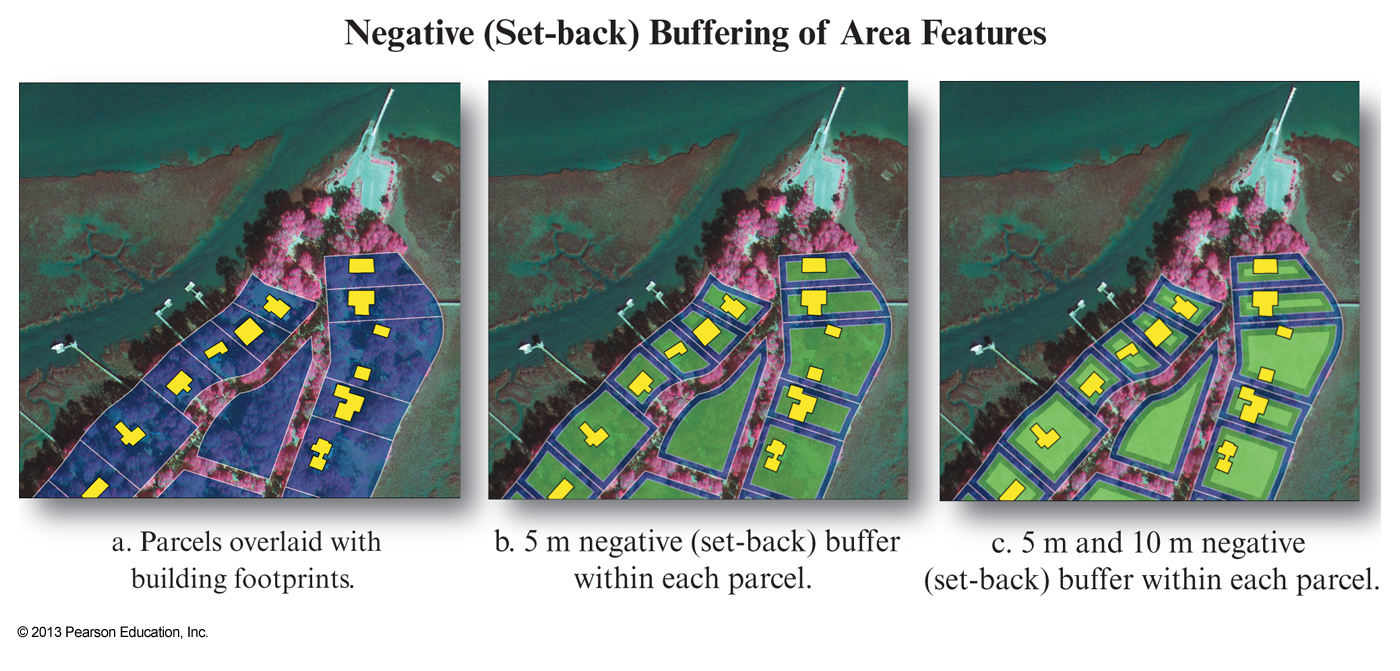 Negative (Set-back) Buffering of Area Features
a. Parcels overlaid with
building footprints.
b. 5 m negative (set-back) buffer
within each parcel.
c. 5 m and 10 m negative
(set-back) buffer within each parcel.
© 2013 Pearson Education, Inc.